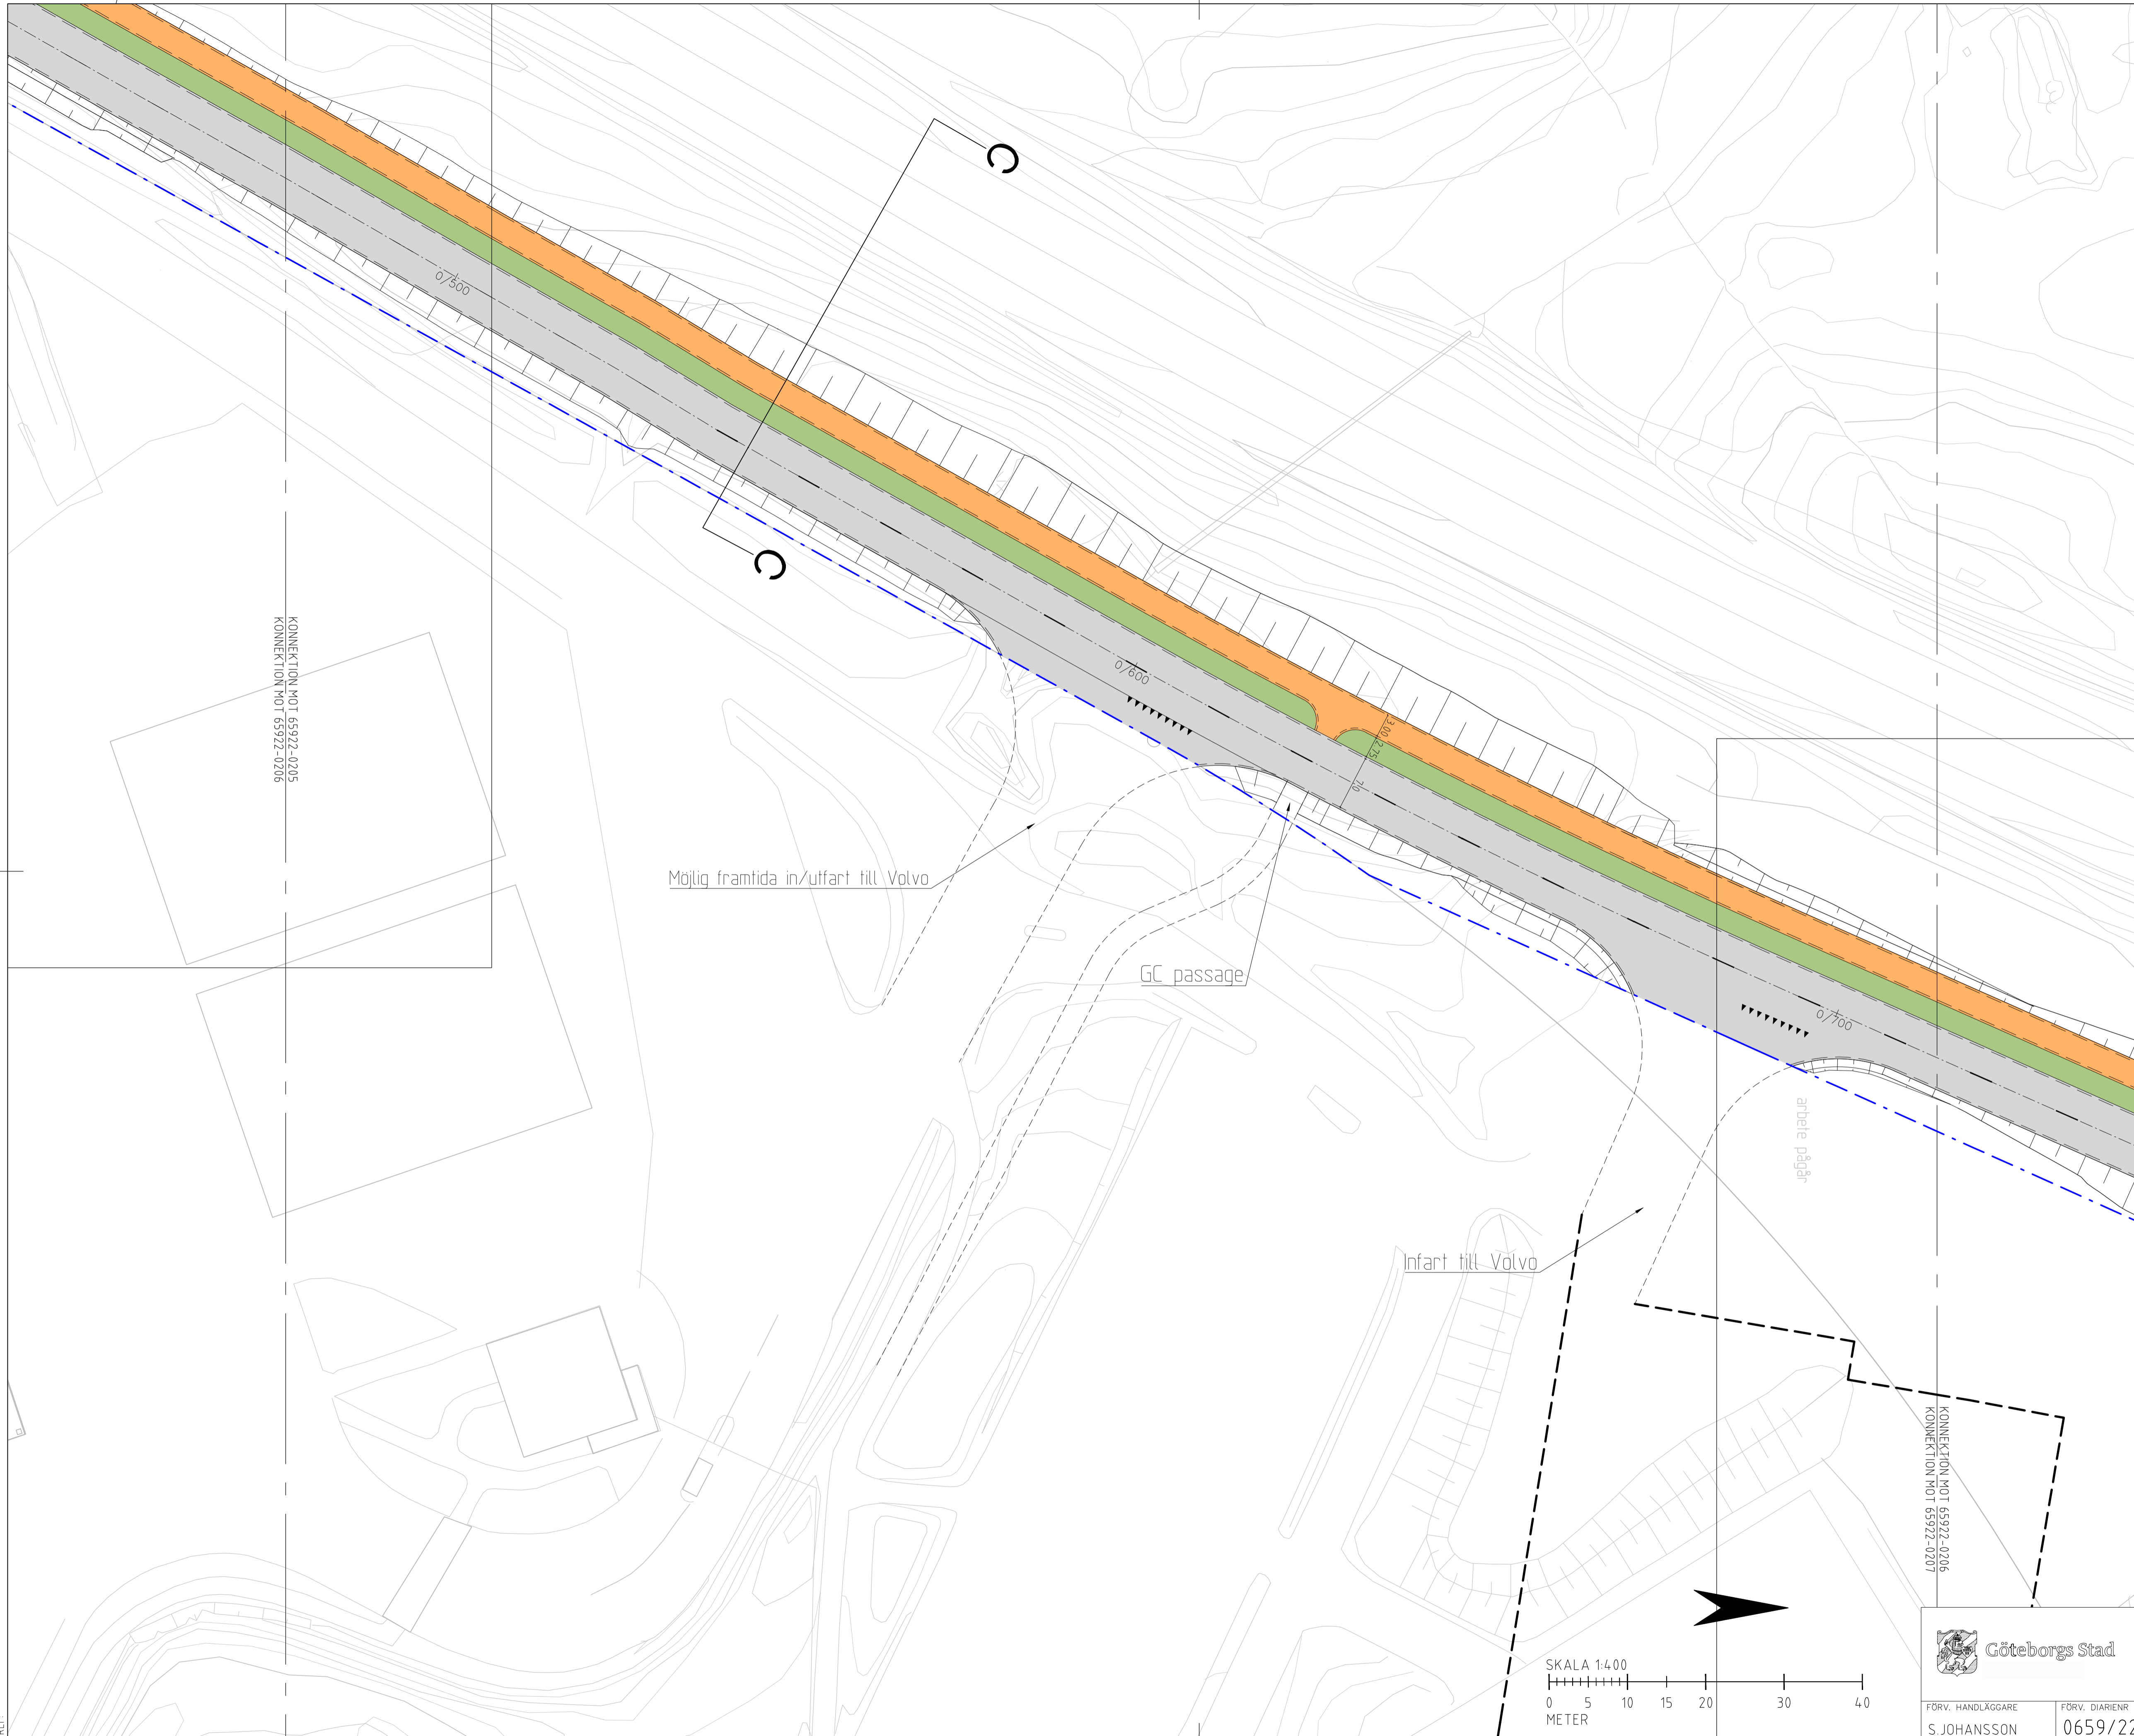 C
0/500
C
KONNEKTION MOT 65922-0205
KONNEKTION MOT 65922-0206
0/600
3.00
2.75
7.0
Möjlig framtida in/utfart till Volvo
GC passage
0/700
arbete pågår
Infart till Volvo
KONNEKTION MOT 65922-0206
KONNEKTION MOT 65922-0207
Göteborgs Stad
SKALA 1:400
0 5 10 15 20 30 40
METER
FÖRV. HANDLÄGGARE
S.JOHANSSON
FÖRV. DIARIENR
0659/22